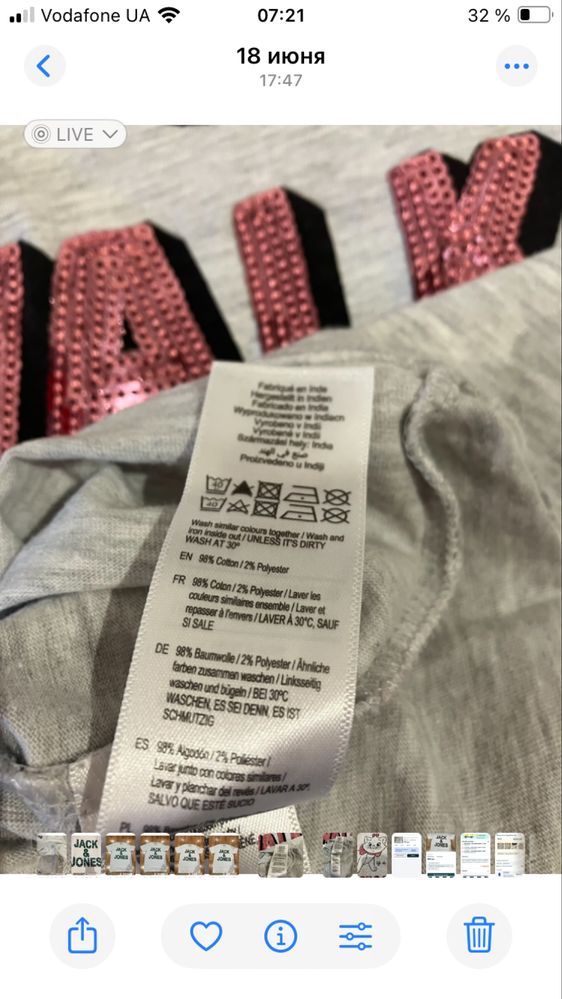 Vodafone UA
07:21
32 %
18 июня
17:47
LIVE
Fabriqué en Inde
Hergestellt in Indien
Fabricado en India
Wyprodukowano w Indiach
Vyrobeno v Indii
Vyrobené v Indii
Származási hely: India
صنع في الهند
Proizvedeno u Indiji
40
40
Wash similar colours together / Wash and
iron inside out / UNLESS IT'S DIRTY
WASH AT 30°
EN 98% Cotton / 2% Polyester
FR 98% Coton / 2% Polyester / Laver les
couleurs similaires ensemble / Laver et
repasser à l'envers / LAVER À 30°C, SAUF
SI SALE
DE 98% Baumwolle / 2% Polyester / Ähnliche
farben zusammen waschen / Linksseitig
waschen und bügeln / BEI 30°C
WASCHEN, ES SEI DENN, ES IST
SCHMUTZIG
ES 98% Algodón / 2% Poliéster /
Lavar junto con colores similares /
Lavar y planchar del revés / LAVAR A 30°,
SALVO QUE ESTÉ SUCIO
JACK
&
JONES